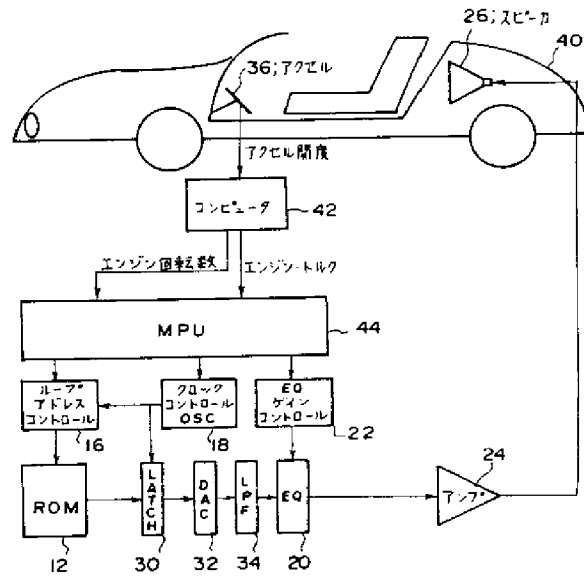 26;スピーカ
40
36;アクセル
アクセル開度
コンピュータ
42
エンジン回転数
エンジン・トルク
MPU
44
ループ
アドレス
コントロール
16
クロック
コントロール
OSC
18
EQ
ゲイン
コントロール
22
24
アンプ
ROM
12
LATCH
30
DAC
32
LPF
34
EQ
20